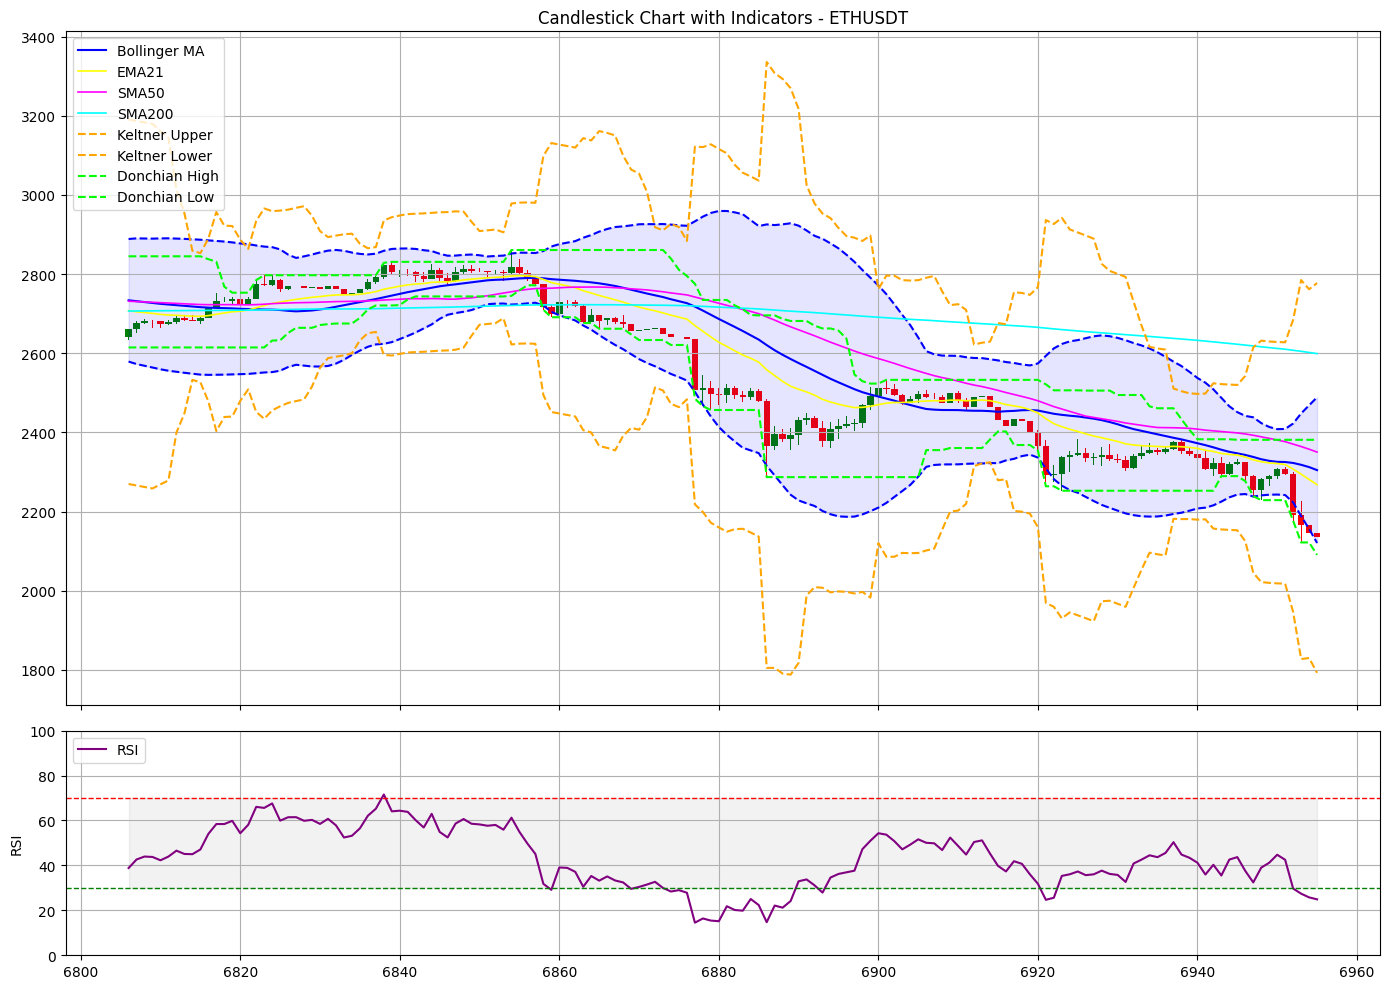 Candlestick Chart with Indicators - ETHUSDT
3400
3200
3000
2800
2600
2400
2200
2000
1800
Bollinger MA
EMA21
SMA50
SMA200
Keltner Upper
Keltner Lower
Donchian High
Donchian Low
100
80
60
40
20
0
RSI
RSI
6800 6820 6840 6860 6880 6900 6920 6940 6960